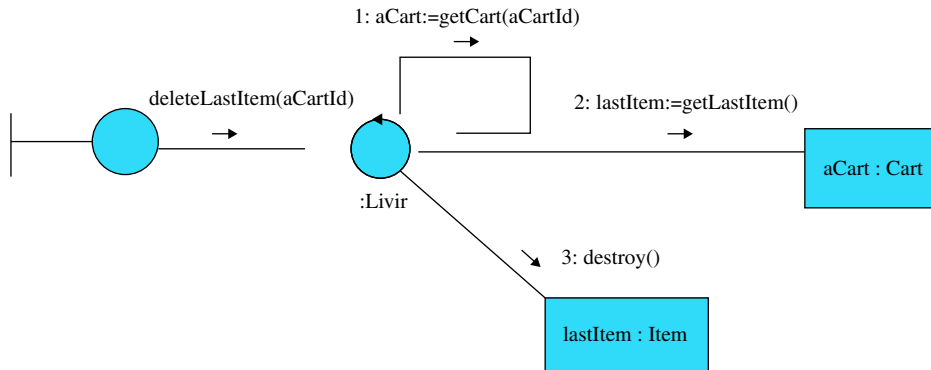 1: aCart:=getCart(aCartId)
deleteLastItem(aCartId)
2: lastItem:=getLastItem()
aCart : Cart
:Livir
3: destroy()
lastItem : Item